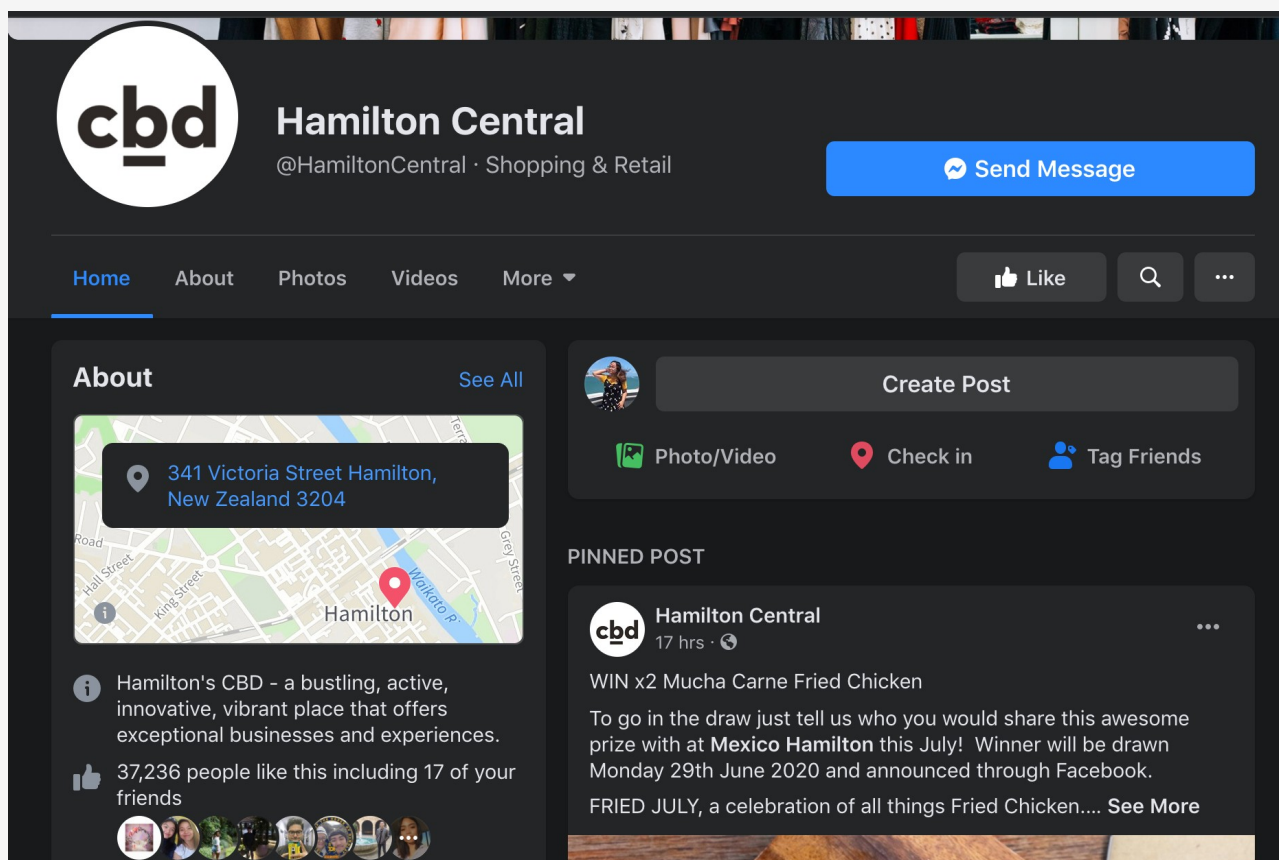 cbd
Hamilton Central
@HamiltonCentral · Shopping & Retail
Send Message
Home
About
Photos
Videos
More
Like
...
About
See All
341 Victoria Street Hamilton,
New Zealand 3204
Road
Hall Street
King Street
Terra
Grey Street
Waikato R
Hamilton
Hamilton's CBD - a bustling, active,
innovative, vibrant place that offers
exceptional businesses and experiences.
37,236 people like this including 17 of your
friends
...
Create Post
Photo/Video
Check in
Tag Friends
PINNED POST
cbd
Hamilton Central
...
17 hrs ·
WIN x2 Mucha Carne Fried Chicken
To go in the draw just tell us who you would share this awesome
prize with at Mexico Hamilton this July! Winner will be drawn
Monday 29th June 2020 and announced through Facebook.
FRIED JULY, a celebration of all things Fried Chicken.... See More